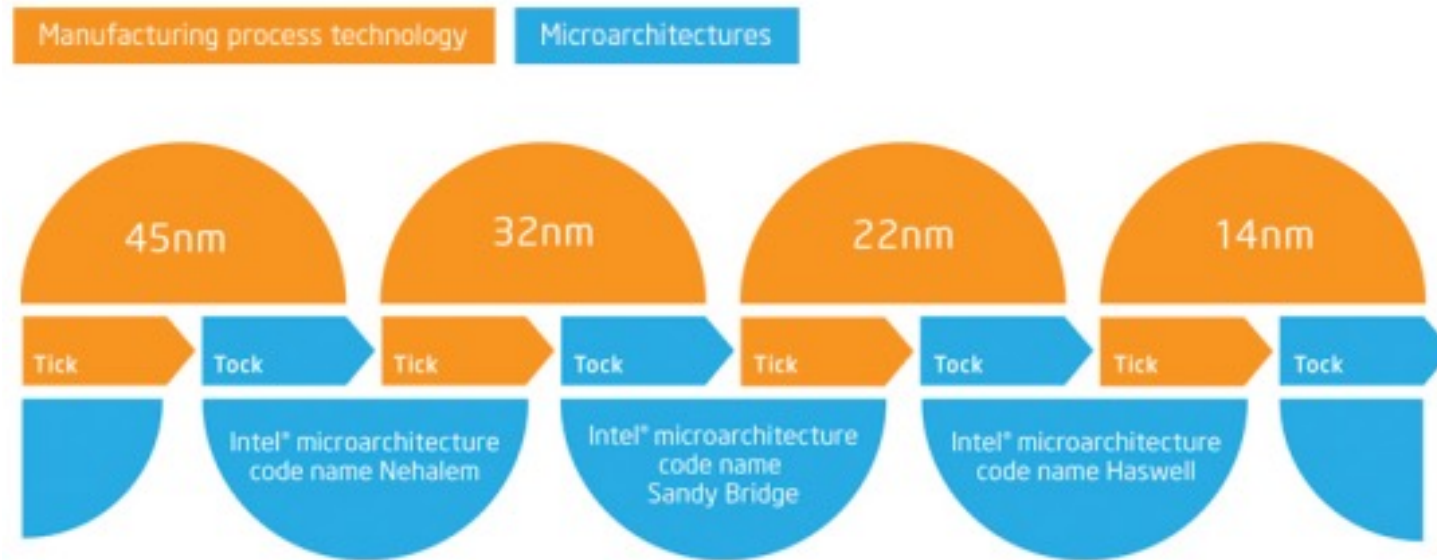 Manufacturing process technology
Microarchitectures
45nm
32nm
22nm
14nm
Tick
Tock
Tick
Tock
Tick
Tock
Tick
Tock
Intel® microarchitecture
code name Nehalem
Intel® microarchitecture
code name
Sandy Bridge
Intel® microarchitecture
code name Haswell